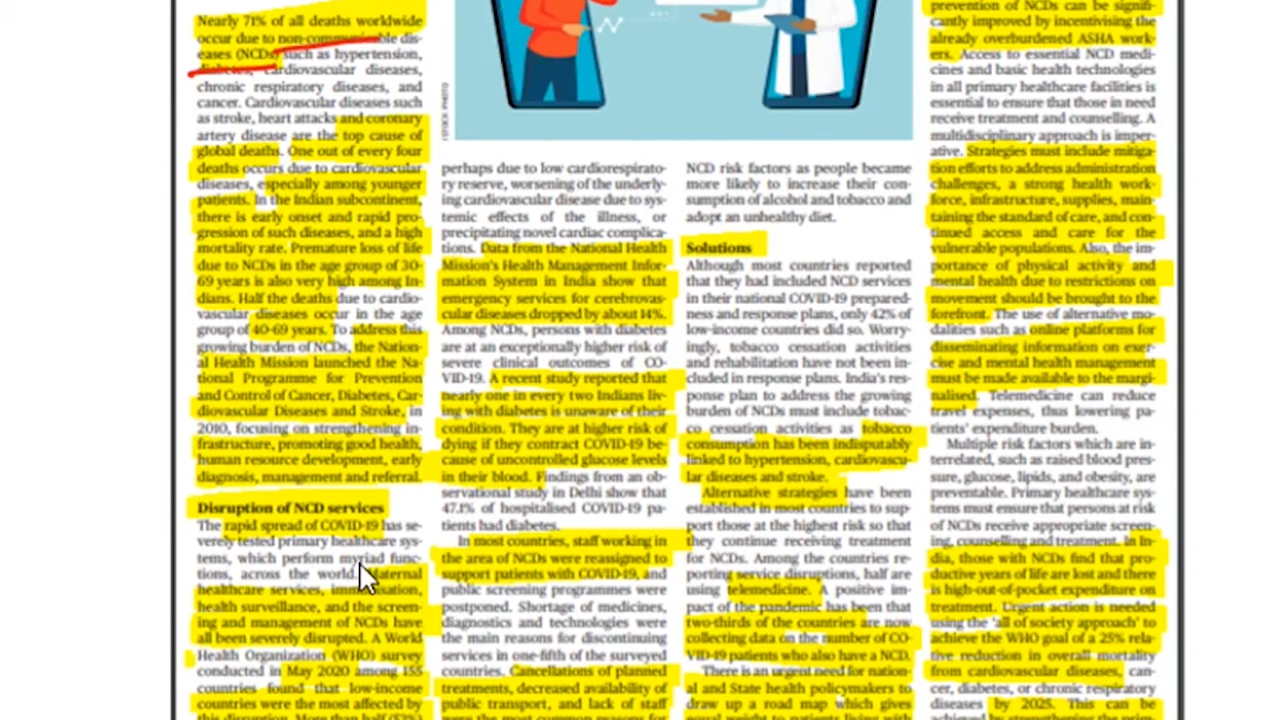 Nearly 71% of all deaths worldwide
occur due to non-communicable dis-
eases (NCDs) such as hypertension,
diabetes, cardiovascular diseases,
chronic respiratory diseases, and
cancer. Cardiovascular diseases such
as stroke, heart attacks and coronary
artery disease are the top cause of
global deaths. One out of every four
deaths occurs due to cardiovascular
diseases, especially among younger
patients. In the Indian subcontinent,
there is early onset and rapid pro-
gression of such diseases, and a high
mortality rate. Premature loss of life
due to NCDs in the age group of 30-
69 years is also very high among In-
dians. Half the deaths due to cardio-
vascular diseases occur in the age
group of 40-69 years. To address this
growing burden of NCDs, the Nation-
al Health Mission launched the Na-
tional Programme for Prevention
and Control of Cancer, Diabetes, Car-
diovascular Diseases and Stroke, in
2010, focusing on strengthening in-
frastructure, promoting good health,
human resource development, early
diagnosis, management and referral.
Disruption of NCD services
The rapid spread of COVID-19 has se-
verely tested primary healthcare sys-
tems, which perform myriad func-
tions, across the world. Maternal
healthcare services, immunisation,
health surveillance, and the screen-
ing and management of NCDs have
all been severely disrupted. A World
Health Organization (WHO) survey
conducted in May 2020 among 155
countries found that low-income
countries were the most affected by
this disruption. More than half (53%)
ISTOCK PHOTO
perhaps due to low cardiorespirato-
ry reserve, worsening of the underly-
ing cardiovascular disease due to sys-
temic effects of the illness, or
precipitating novel cardiac complica-
tions. Data from the National Health
Mission's Health Management Infor-
mation System in India show that
emergency services for cerebrovas-
cular diseases dropped by about 14%.
Among NCDs, persons with diabetes
are at an exceptionally higher risk of
severe clinical outcomes of CO-
VID-19. A recent study reported that
nearly one in every two Indians liv-
ing with diabetes is unaware of their
condition. They are at higher risk of
dying if they contract COVID-19 be-
cause of uncontrolled glucose levels
in their blood. Findings from an ob-
servational study in Delhi show that
47.1% of hospitalised COVID-19 pa-
tients had diabetes.
In most countries, staff working in
the area of NCDs were reassigned to
support patients with COVID-19, and
public screening programmes were
postponed. Shortage of medicines,
diagnostics and technologies were
the main reasons for discontinuing
services in one-fifth of the surveyed
countries. Cancellations of planned
treatments, decreased availability of
public transport, and lack of staff
were the most common reasons for
NCD risk factors as people became
more likely to increase their con-
sumption of alcohol and tobacco and
adopt an unhealthy diet.
Solutions
Although most countries reported
that they had included NCD services
in their national COVID-19 prepared-
ness and response plans, only 42% of
low-income countries did so. Worry-
ingly, tobacco cessation activities
and rehabilitation have not been in-
cluded in response plans. India's res-
ponse plan to address the growing
burden of NCDs must include tobac-
co cessation activities as tobacco
consumption has been indisputably
linked to hypertension, cardiovascu-
lar diseases and stroke.
Alternative strategies have been
established in most countries to sup-
port those at the highest risk so that
they continue receiving treatment
for NCDs. Among the countries re-
porting service disruptions, half are
using telemedicine. A positive im-
pact of the pandemic has been that
two-thirds of the countries are now
collecting data on the number of CO-
VID-19 patients who also have a NCD.
There is an urgent need for nation-
al and State health policymakers to
draw up a road map which gives
equal weight to patients living with
prevention of NCDs can be signifi-
cantly improved by incentivising the
already overburdened ASHA work-
ers. Access to essential NCD medi-
cines and basic health technologies
in all primary healthcare facilities is
essential to ensure that those in need
receive treatment and counselling. A
multidisciplinary approach is imper-
ative. Strategies must include mitiga-
tion efforts to address administration
challenges, a strong health work-
force, infrastructure, supplies, main-
taining the standard of care, and con-
tinued access and care for the
vulnerable populations. Also, the im-
portance of physical activity and
mental health due to restrictions on
movement should be brought to the
forefront. The use of alternative mo-
dalities such as online platforms for
disseminating information on exer-
cise and mental health management
must be made available to the margi-
nalised. Telemedicine can reduce
travel expenses, thus lowering pa-
tients' expenditure burden.
Multiple risk factors which are in-
terrelated, such as raised blood pres-
sure, glucose, lipids, and obesity, are
preventable. Primary healthcare sys-
tems must ensure that persons at risk
of NCDs receive appropriate screen-
ing, counselling and treatment. In In-
dia, those with NCDs find that pro-
ductive years of life are lost and there
is high-out-of-pocket expenditure on
treatment. Urgent action is needed
using the 'all of society approach' to
achieve the WHO goal of a 25% rela-
tive reduction in overall mortality
from cardiovascular diseases, can-
cer, diabetes, or chronic respiratory
diseases by 2025. This can be
achieved by strengthening